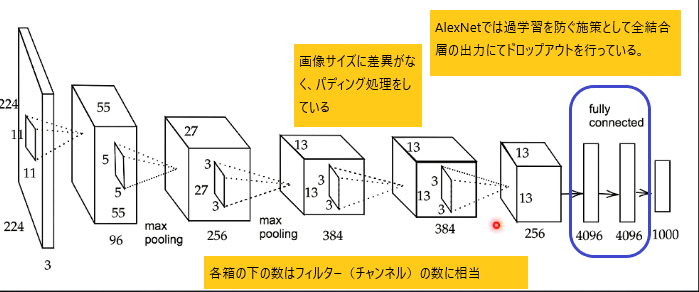 AlexNetでは過学習を防ぐ施策として全結合
層の出力にてドロップアウトを行っている。
画像サイズに差異がな
く、パディング処理をし
ている
224
11
11
224
3
55
5
5
55
96
max
pooling
27
27
3
3
256
max
pooling
13
13
3
3
384
13
13
3
3
384
13
13
256
fully
connected
4096
4096
1000
各箱の下の数はフィルター（チャンネル）の数に相当